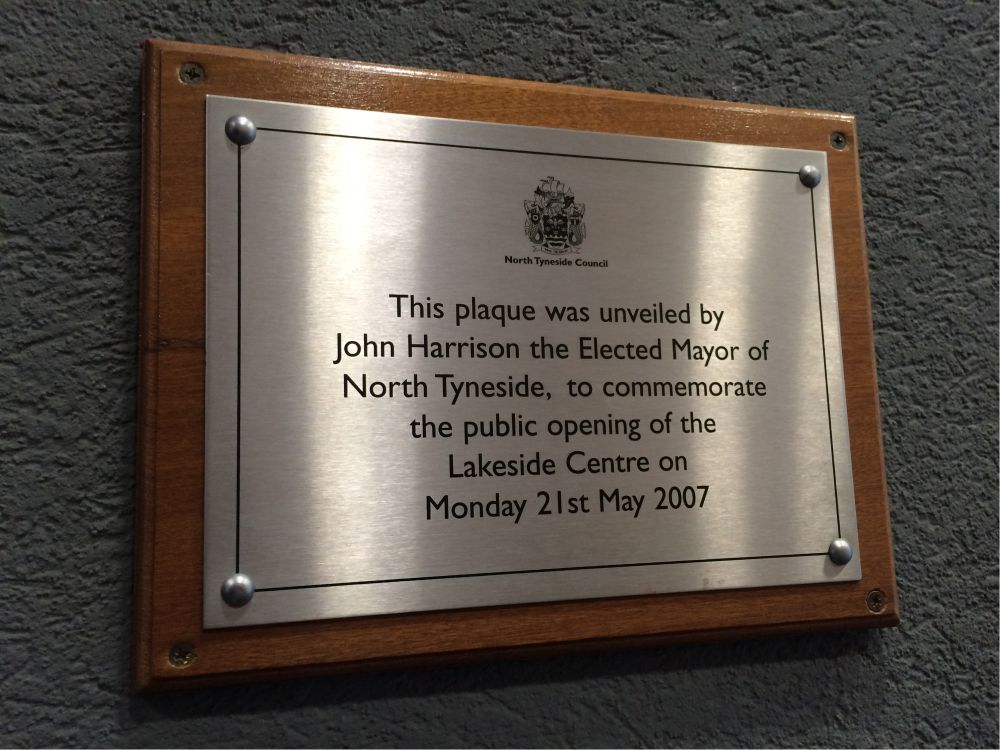 North Tyneside Council
This plaque was unveiled by
John Harrison the Elected Mayor of
North Tyneside, to commemorate
the public opening of the
Lakeside Centre on
Monday 21st May 2007